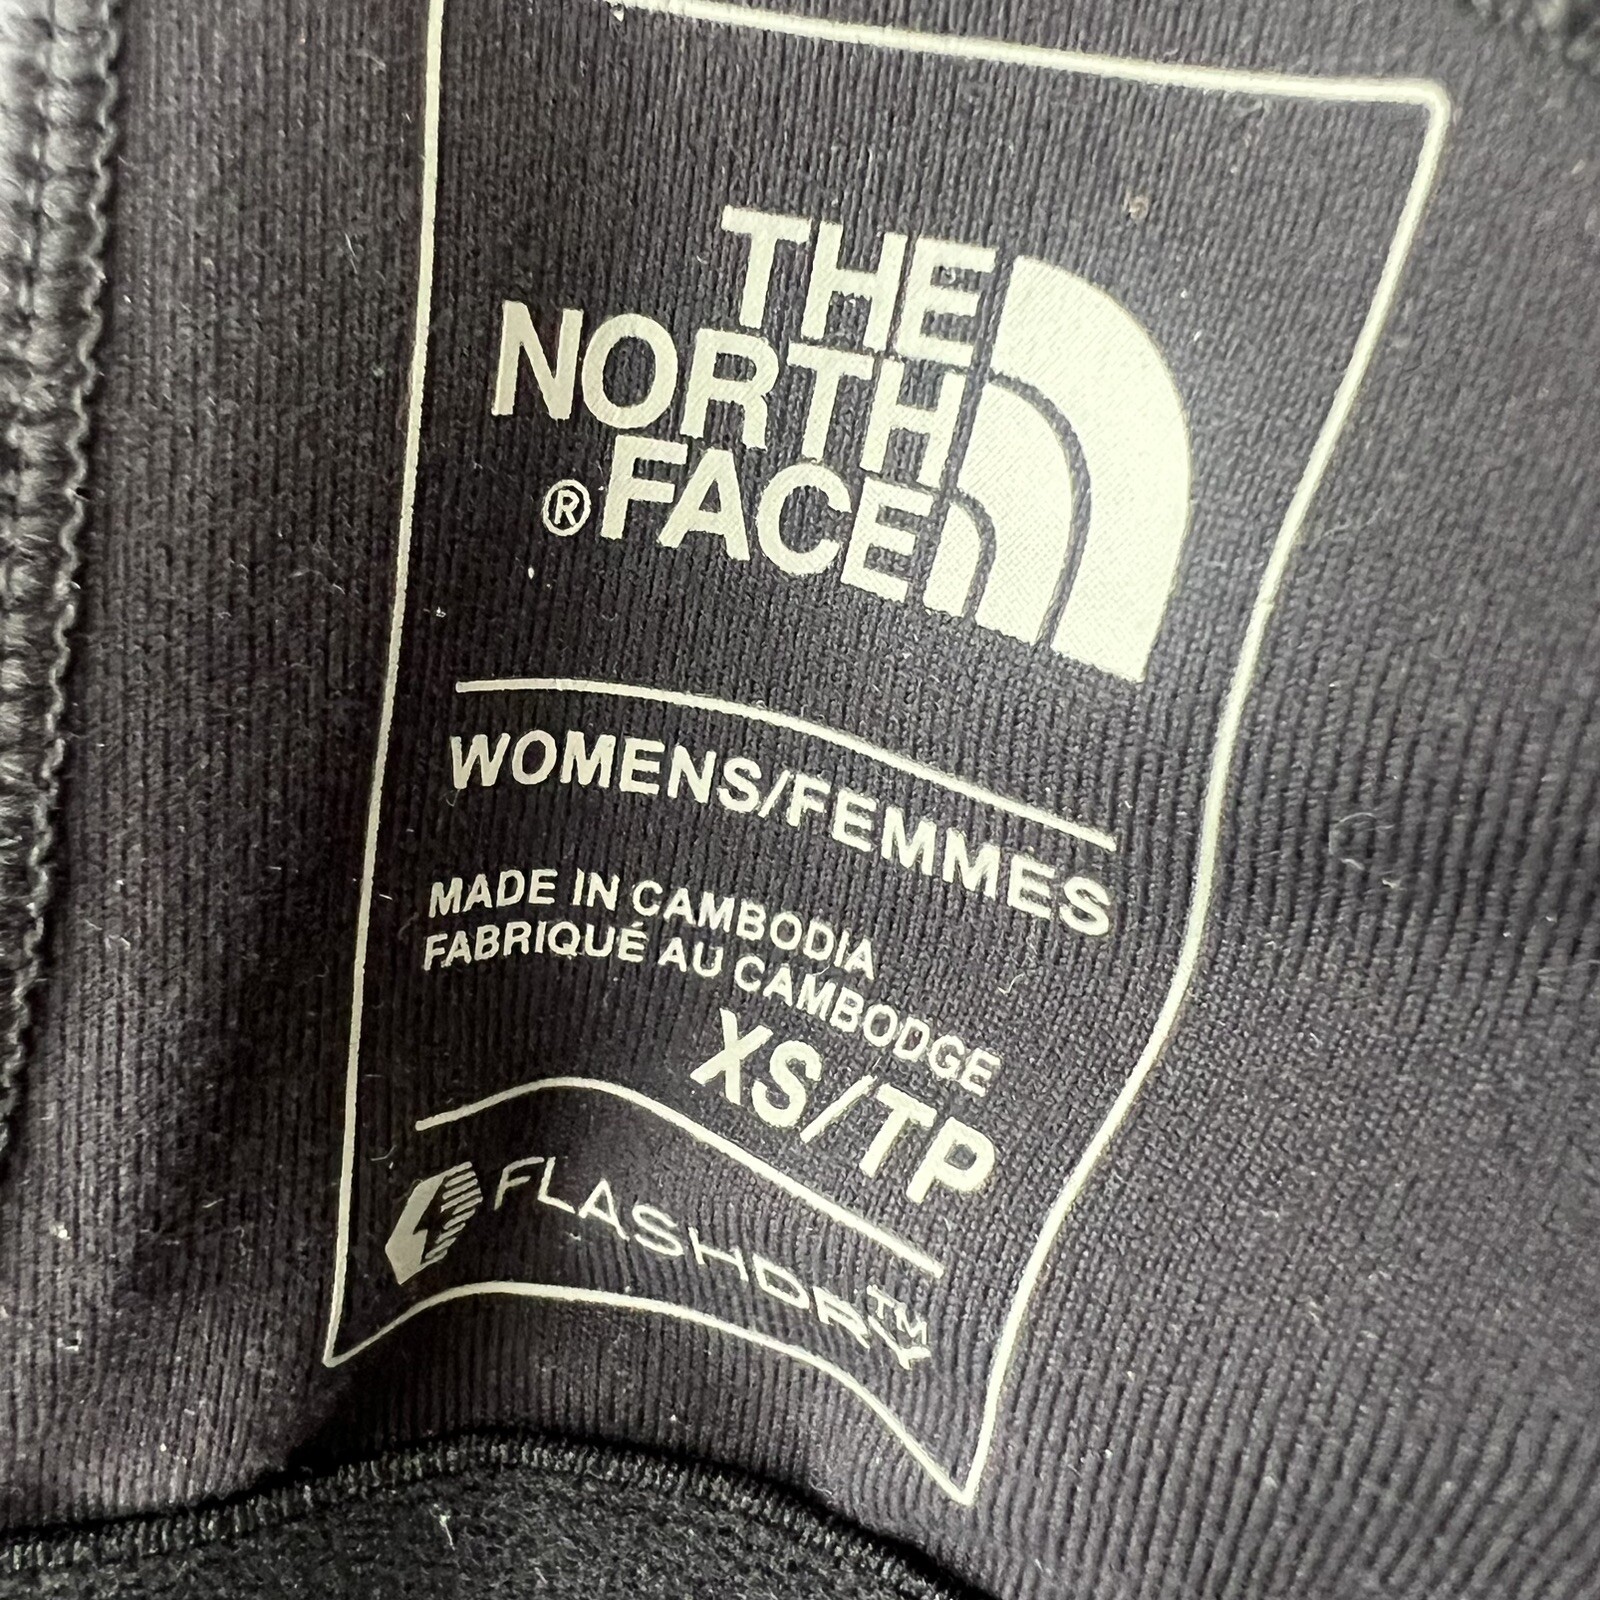 THE
NORTH
® FACE
WOMENS/FEMMES
MADE IN CAMBODIA
FABRIQUÉ AU CAMBODGE
XS/TP
FLASHDRY™